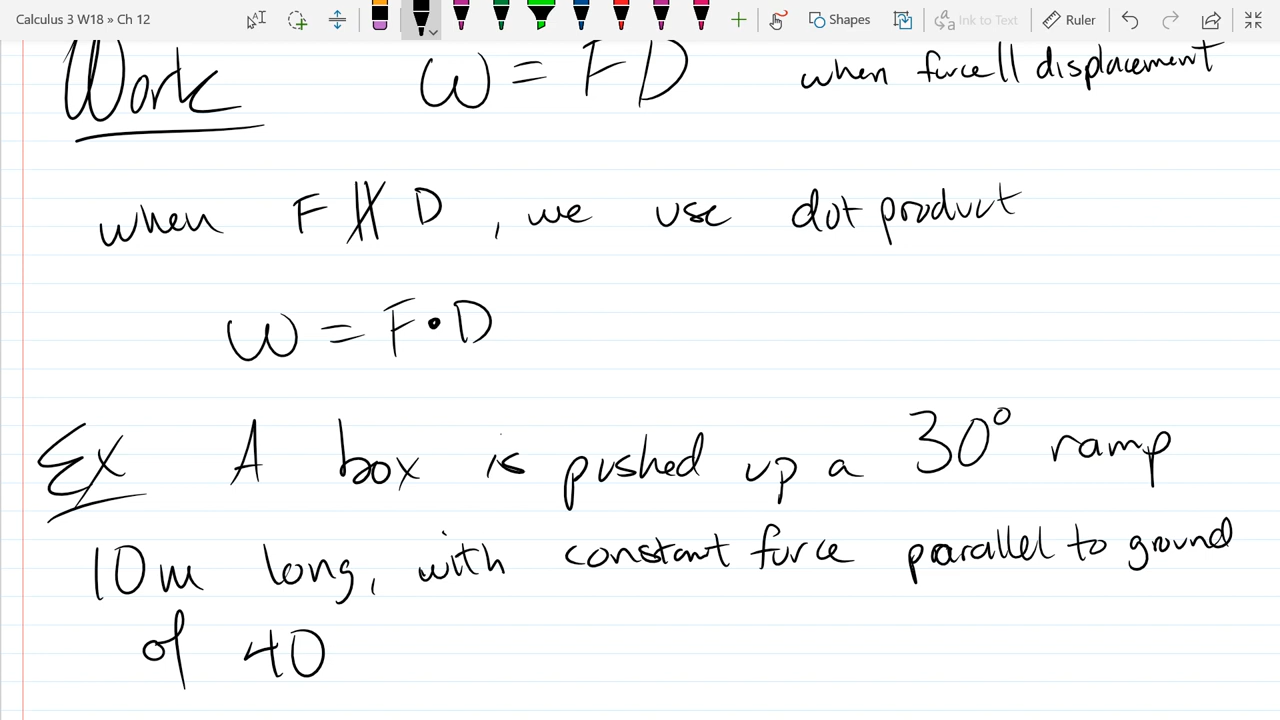 Calculus 3 W18 » Ch 12
Ink to Text
Shapes
Ruler
Work W = FD when force || displacement
when F ∦ D, we use dot product
W = F • D
Ex A box is pushed up a 30° ramp
10m long, with constant force parallel to ground
of 40